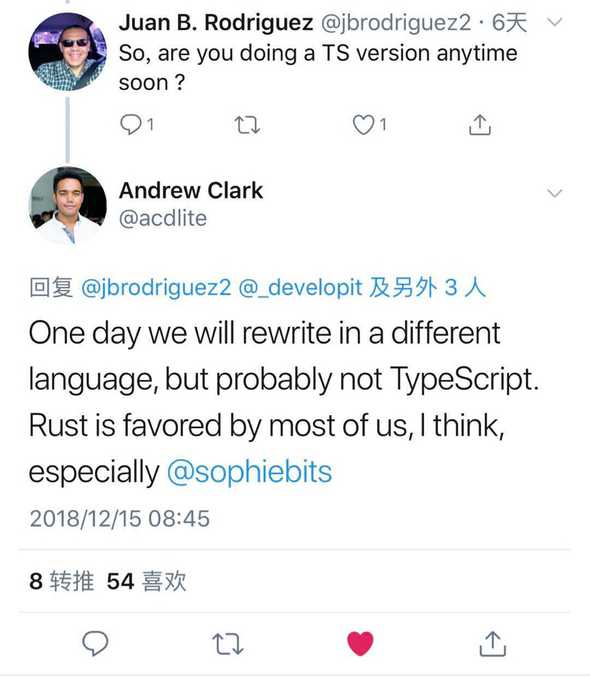 Juan B. Rodriguez @jbrodriguez2 · 6天
So, are you doing a TS version anytime
soon ?
1
1
Andrew Clark
@acdlite
回复 @jbrodriguez2 @_developit 及另外 3 人
One day we will rewrite in a different
language, but probably not TypeScript.
Rust is favored by most of us, I think,
especially @sophiebits
2018/12/15 08:45
8 转推 54 喜欢